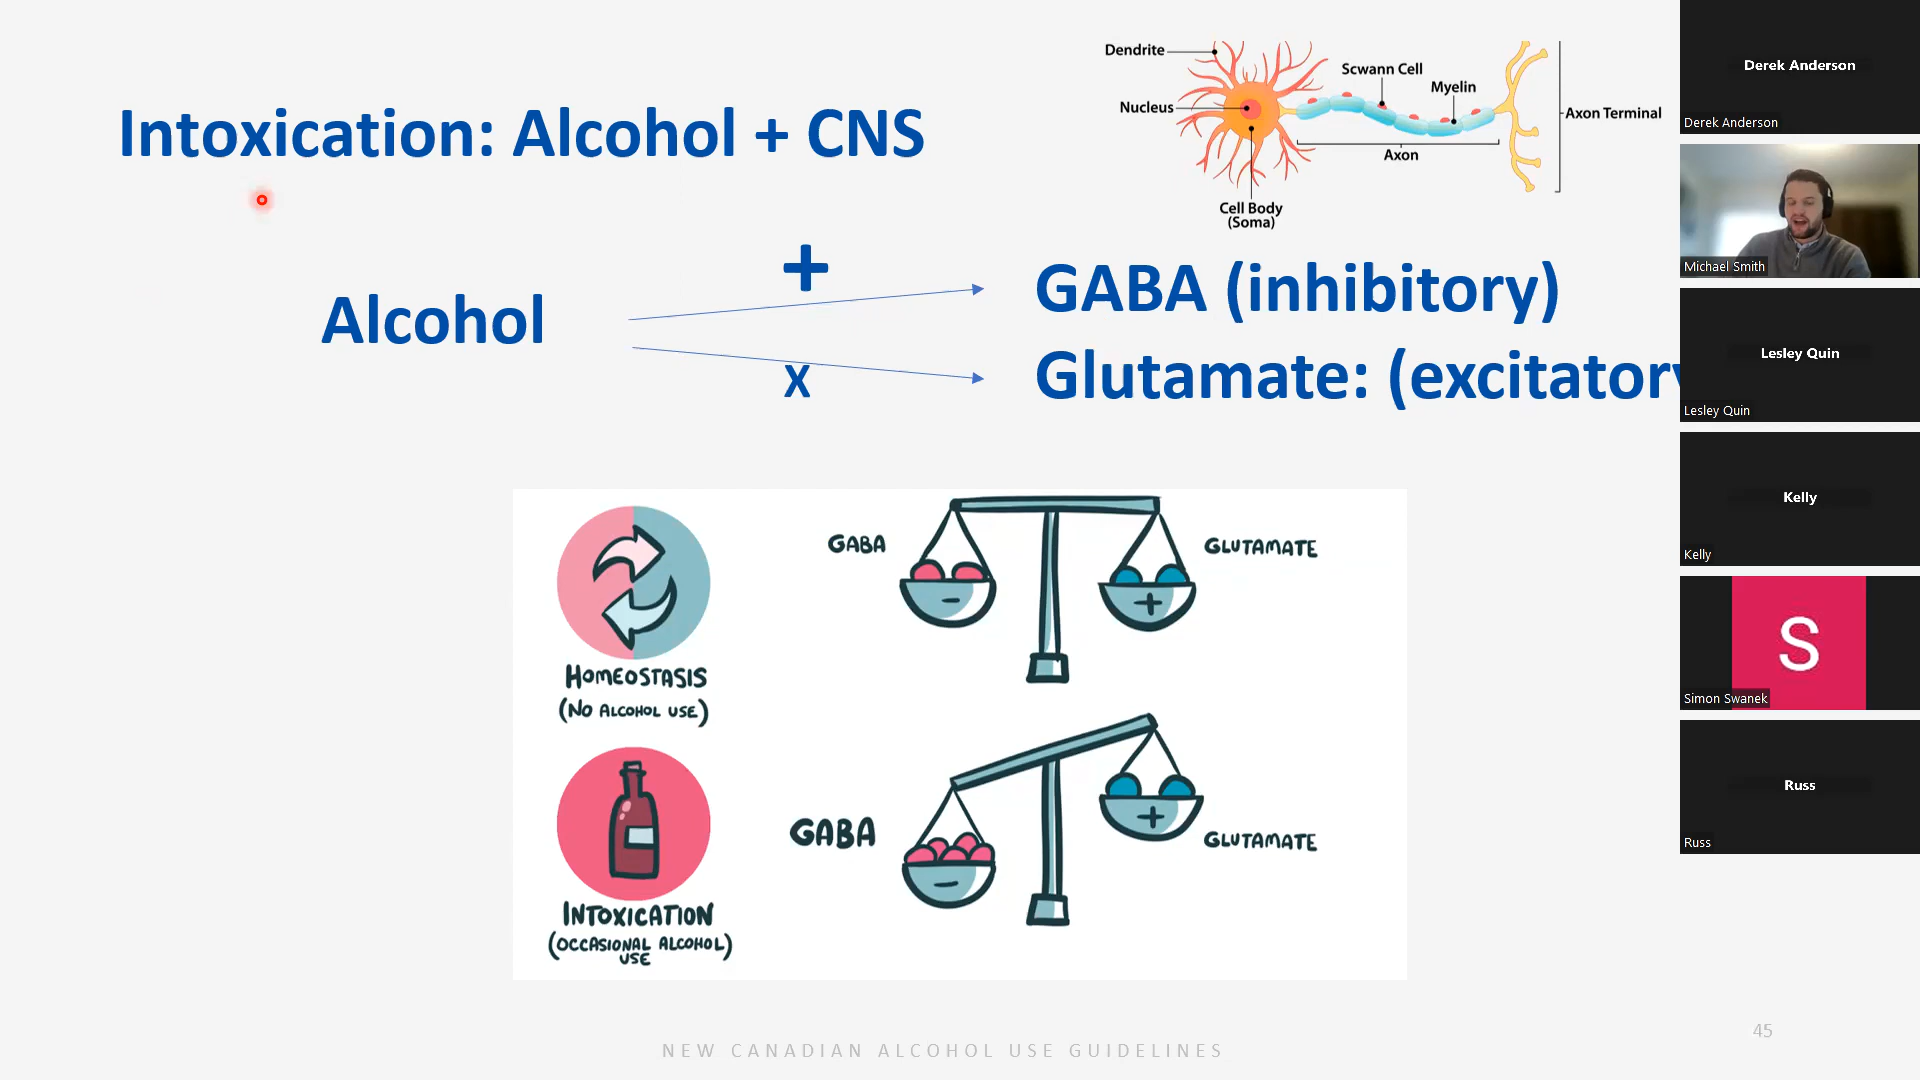 Intoxication: Alcohol + CNS
Dendrite
Nucleus
Scwann Cell
Myelin
Axon Terminal
Axon
Cell Body
(Soma)
+
Alcohol
X
GABA (inhibitory)
Glutamate: (excitatory
GABA
GLUTAMATE
HOMEOSTASIS
(NO ALCOHOL USE)
GABA
GLUTAMATE
INTOXICATION
(OCCASIONAL ALCOHOL)
USE
NEW CANADIAN ALCOHOL USE GUIDELINES
45
Derek Anderson
Derek Anderson
Michael Smith
Lesley Quin
Lesley Quin
Kelly
Kelly
S
Simon Swanek
Russ
Russ